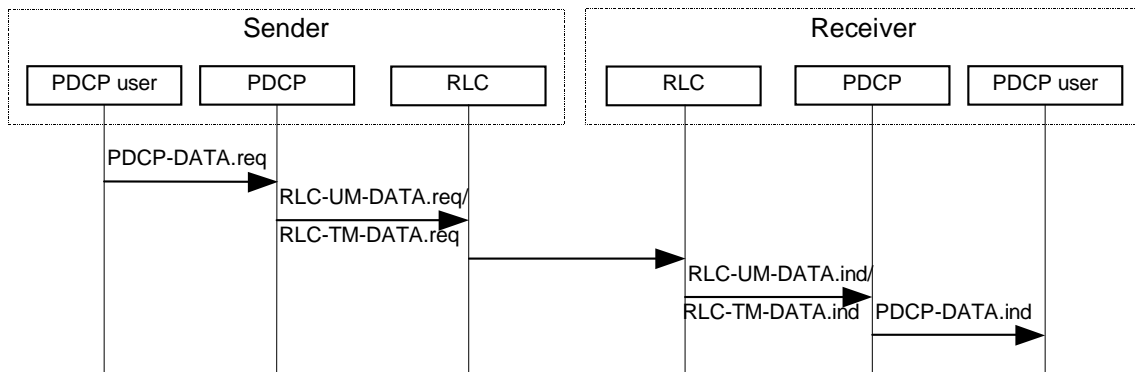 Sender
Receiver
PDCP user
PDCP
RLC
RLC
PDCP
PDCP user
PDCP-DATA.req
RLC-UM-DATA.req/
RLC-TM-DATA.req
RLC-UM-DATA.ind/
RLC-TM-DATA.ind
PDCP-DATA.ind